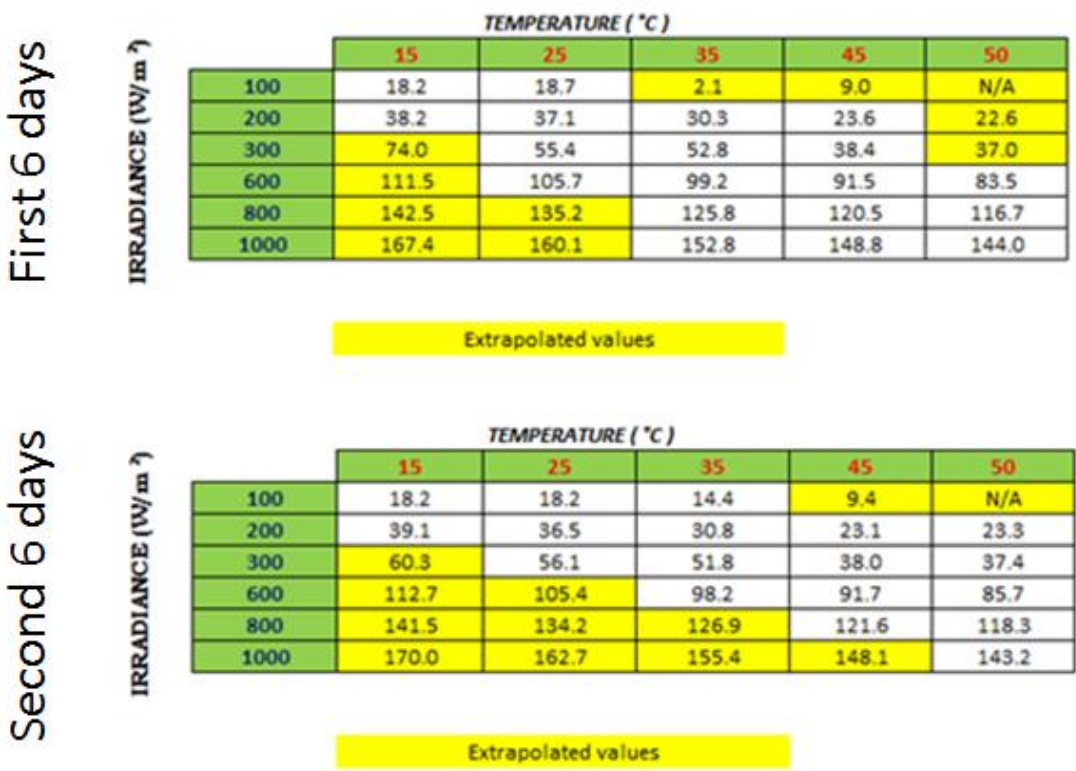 First 6 days
TEMPERATURE ( °C )
IRRADIANCE (W/m ²)
15 25 35 45 50
100 18.2 18.7 2.1 9.0 N/A
200 38.2 37.1 30.3 23.6 22.6
300 74.0 55.4 52.8 38.4 37.0
600 111.5 105.7 99.2 91.5 83.5
800 142.5 135.2 125.8 120.5 116.7
1000 167.4 160.1 152.8 148.8 144.0
Extrapolated values
Second 6 days
TEMPERATURE ( °C )
IRRADIANCE (W/m ²)
15 25 35 45 50
100 18.2 18.2 14.4 9.4 N/A
200 39.1 36.5 30.8 23.1 23.3
300 60.3 56.1 51.8 38.0 37.4
600 112.7 105.4 98.2 91.7 85.7
800 141.5 134.2 126.9 121.6 118.3
1000 170.0 162.7 155.4 148.1 143.2
Extrapolated values